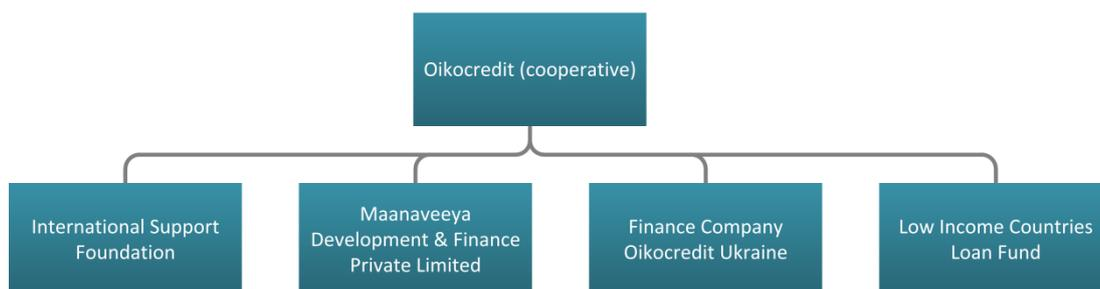 Oikocredit (cooperative)
International Support
Foundation
Maanaveeya
Development & Finance
Private Limited
Finance Company
Oikocredit Ukraine
Low Income Countries
Loan Fund